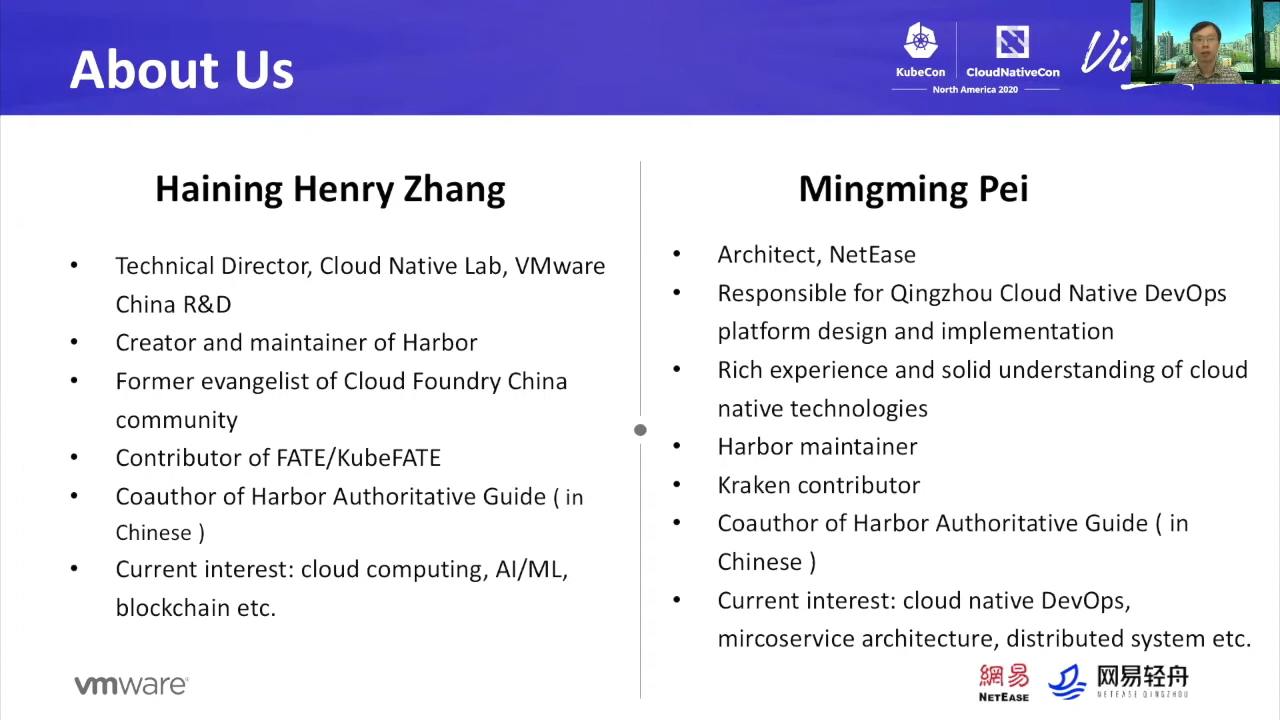 About Us
KubeCon
CloudNativeCon
North America 2020
Haining Henry Zhang
• Technical Director, Cloud Native Lab, VMware
China R&D
• Creator and maintainer of Harbor
• Former evangelist of Cloud Foundry China
community
• Contributor of FATE/KubeFATE
• Coauthor of Harbor Authoritative Guide ( in
Chinese )
• Current interest: cloud computing, AI/ML,
blockchain etc.
vmware
Mingming Pei
• Architect, NetEase
• Responsible for Qingzhou Cloud Native DevOps
platform design and implementation
• Rich experience and solid understanding of cloud
native technologies
• Harbor maintainer
• Kraken contributor
• Coauthor of Harbor Authoritative Guide ( in
Chinese )
• Current interest: cloud native DevOps,
mircoservice architecture, distributed system etc.
網易
NETEASE
网易轻舟
NETEASE QINGZHOU